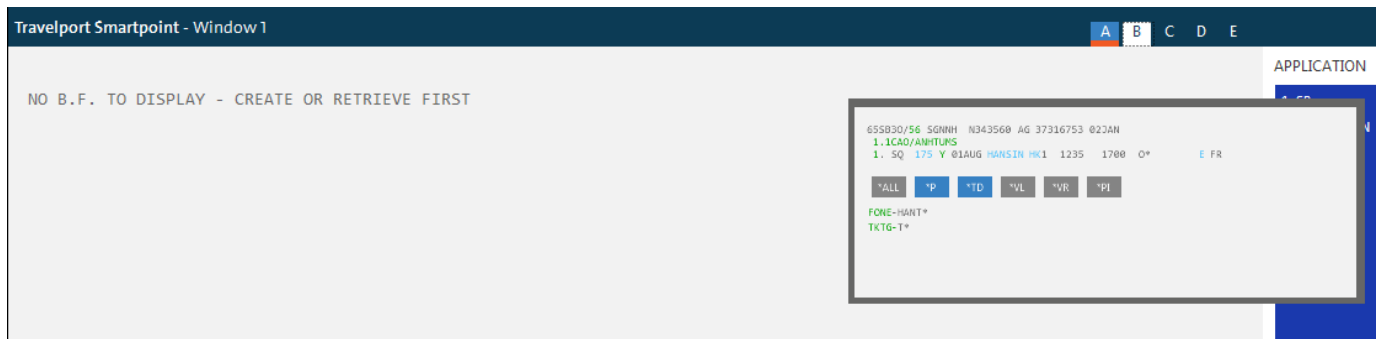 Travelport Smartpoint - Window 1
A B C D E
APPLICATION
NO B.F. TO DISPLAY - CREATE OR RETRIEVE FIRST
65SB3O/56 SGNNH N343560 AG 37316753 02JAN
1.1CAO/ANHTUMS
1. SQ 175 Y 01AUG HANSIN HK1 1235 1700 O* E FR
*ALL *P *TD *VL *VR *PI
FONE-HANT*
TKTG-T*